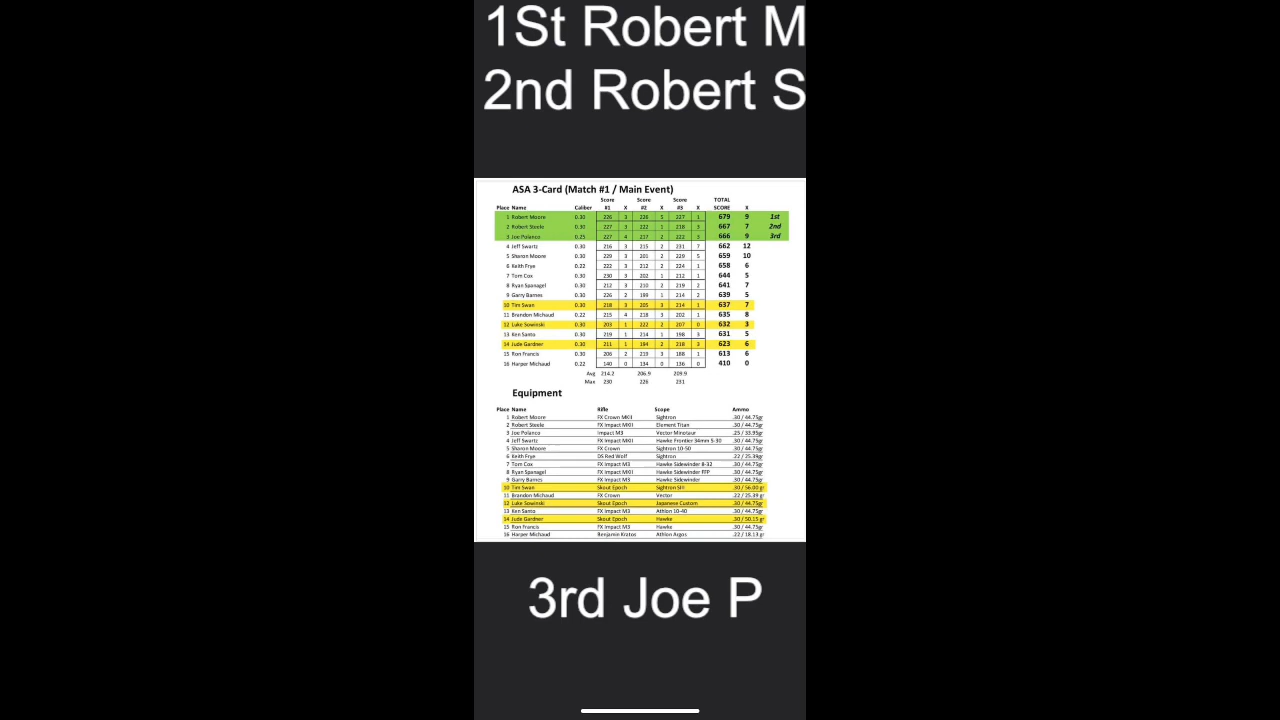 1St Robert M
2nd Robert S
ASA 3-Card (Match #1 / Main Event)
Score Score Score TOTAL
Place Name Caliber #1 X #2 X #3 X SCORE X
1 Robert Moore 0.30 226 3 226 5 227 1 679 9 1st
2 Robert Steele 0.30 227 3 222 1 218 3 667 7 2nd
3 Joe Polanco 0.25 227 4 217 2 222 3 666 9 3rd
4 Jeff Swartz 0.30 216 3 215 2 231 7 662 12
5 Sharon Moore 0.30 229 3 201 2 229 5 659 10
6 Keith Frye 0.22 222 3 212 2 224 1 658 6
7 Tom Cox 0.30 230 3 202 1 212 1 644 5
8 Ryan Spanagel 0.30 212 3 210 2 219 2 641 7
9 Garry Barnes 0.30 226 2 199 1 214 2 639 5
10 Tim Swan 0.30 218 3 205 3 214 1 637 7
11 Brandon Michaud 0.22 215 4 218 3 202 1 635 8
12 Luke Sowinski 0.30 203 1 222 2 207 0 632 3
13 Ken Santo 0.30 219 1 214 1 198 3 631 5
14 Jude Gardner 0.30 211 1 194 2 218 3 623 6
15 Ron Francis 0.30 206 2 219 3 188 1 613 6
16 Harper Michaud 0.22 140 0 134 0 136 0 410 0
Avg 214.2 206.9 209.9
Max 230 226 231
Equipment
Place Name Rifle Scope Ammo
1 Robert Moore FX Crown MKII Sightron .30 / 44.75gr
2 Robert Steele FX Impact MKII Element Titan .30 / 44.75gr
3 Joe Polanco Impact M3 Vector Minotaur .25 / 33.95gr
4 Jeff Swartz FX Impact MKII Hawke Frontier 34mm 5-30 .30 / 44.75gr
5 Sharon Moore FX Crown Sightron 10-50 .30 / 44.75gr
6 Keith Frye DS Red Wolf Sightron .22 / 25.39gr
7 Tom Cox FX Impact M3 Hawke Sidewinder 8-32 .30 / 44.75gr
8 Ryan Spanagel FX Impact MKII Hawke Sidewinder FFP .30 / 44.75gr
9 Garry Barnes FX Impact M3 Hawke Sidewinder .30 / 44.75gr
10 Tim Swan Skout Epoch Sightron SIII .30 / 56.00 gr
11 Brandon Michaud FX Crown Vector .22 / 25.39 gr
12 Luke Sowinski Skout Epoch Japanese Custom .30 / 44.75gr
13 Ken Santo FX Impact M3 Athlon 10-40 .30 / 44.75gr
14 Jude Gardner Skout Epoch Hawke .30 / 50.15 gr
15 Ron Francis FX Impact M3 Hawke .30 / 44.75gr
16 Harper Michaud Benjamin Kratos Athlon Argos .22 / 18.13 gr
3rd Joe P